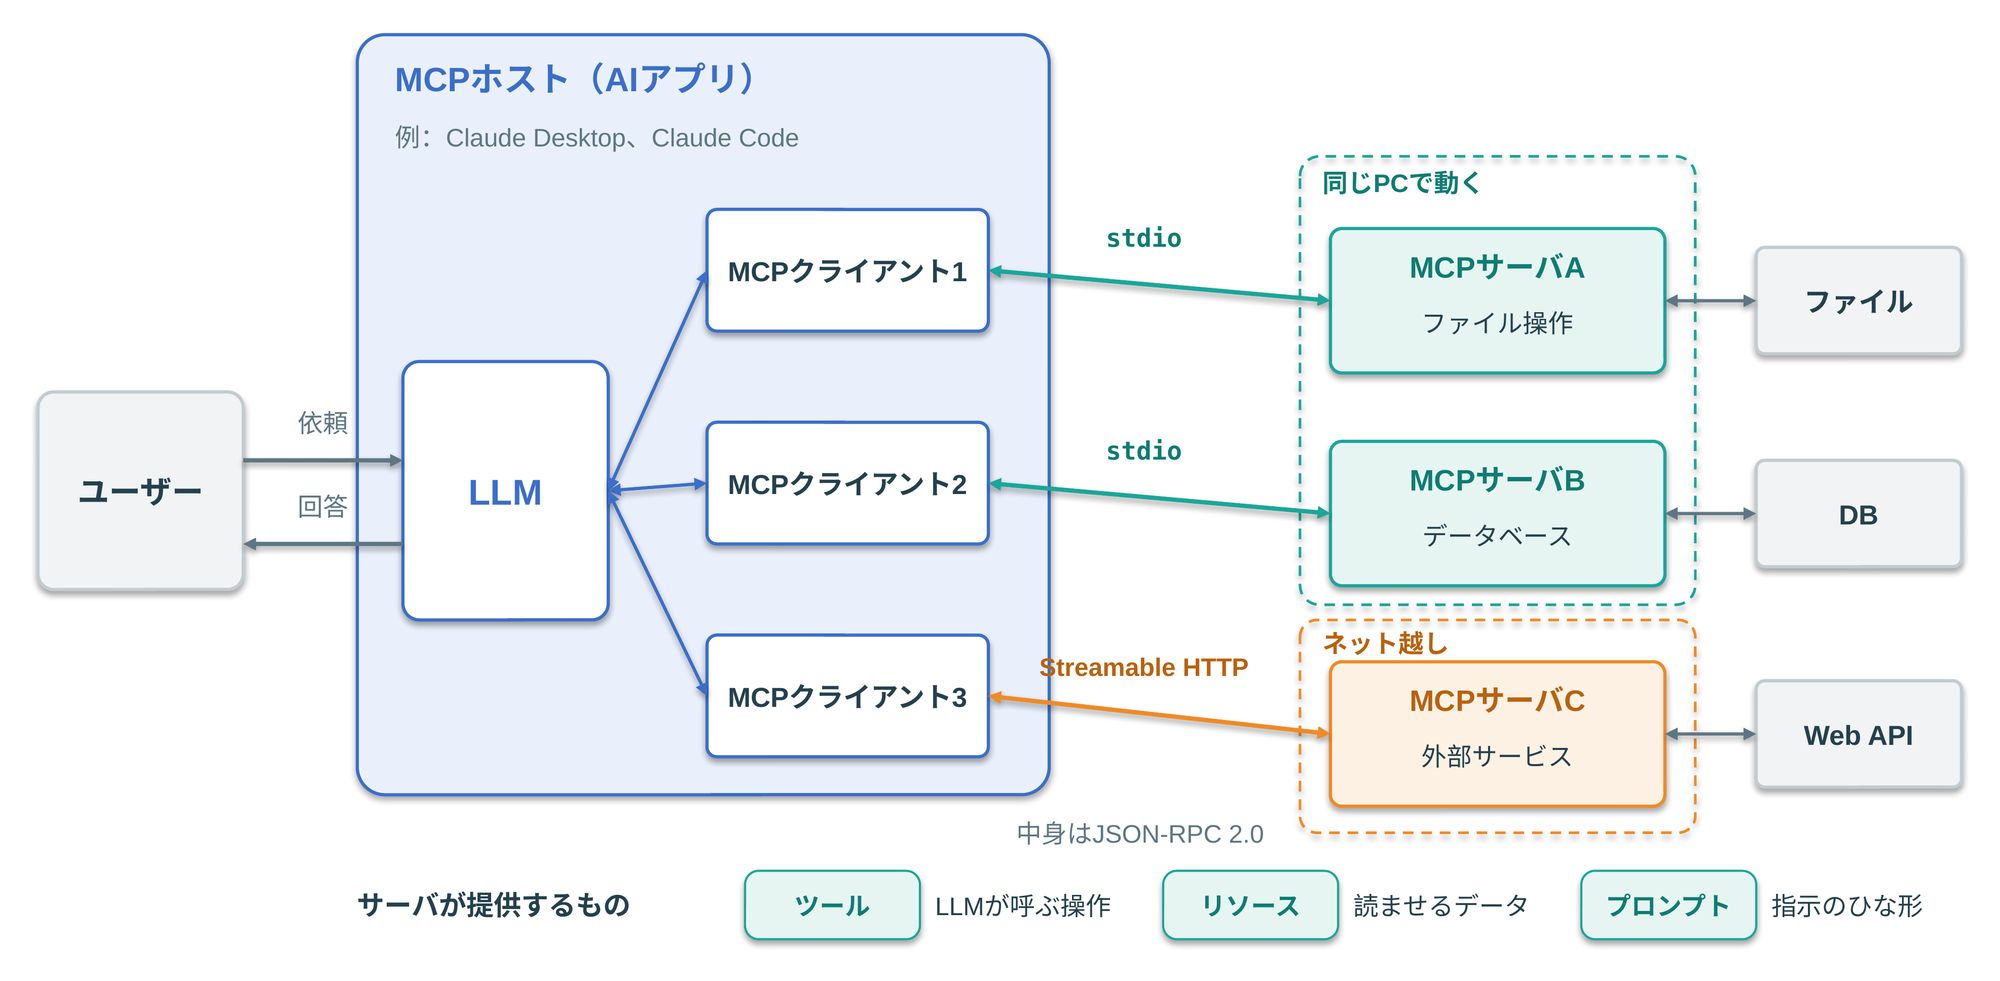 MCPホスト（AIアプリ）
例：Claude Desktop、Claude Code
ユーザー
依頼
回答
LLM
MCPクライアント1
MCPクライアント2
MCPクライアント3
stdio
stdio
Streamable HTTP
同じPCで動く
MCPサーバA
ファイル操作
MCPサーバB
データベース
ネット越し
MCPサーバC
外部サービス
ファイル
DB
Web API
中身はJSON-RPC 2.0
サーバが提供するもの
ツール
LLMが呼ぶ操作
リソース
読ませるデータ
プロンプト
指示のひな形